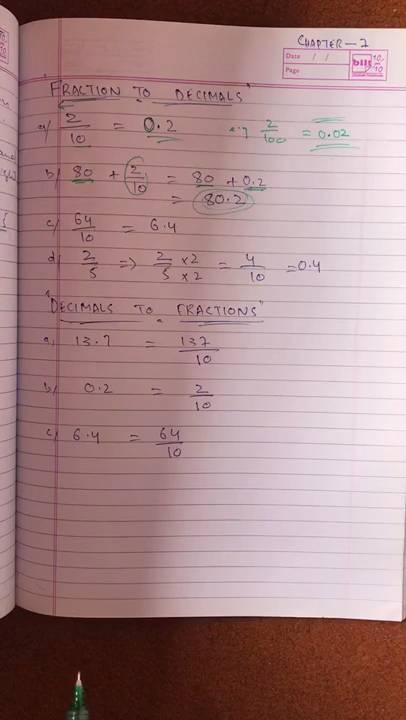 CHAPTER-7
Date / /
Page
bilt
FRACTION TO DECIMALS
a) 2/10 = 0.2 e.g 2/100 = 0.02
b) 80 + 2/10 = 80 + 0.2
= 80.2
c) 64/10 = 6.4
d) 2/5 => 2/5 ×2 ×2 = 4/10 = 0.4
"DECIMALS TO FRACTIONS"
a) 13.7 = 137/10
b) 0.2 = 2/10
c) 6.4 = 64/10